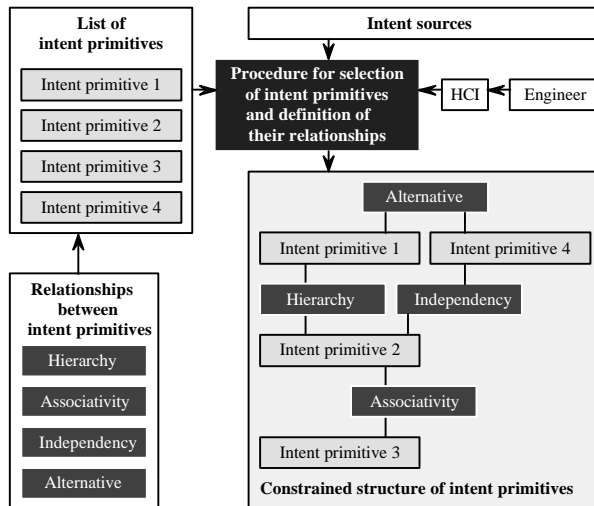 List of
intent primitives
Intent primitive 1
Intent primitive 2
Intent primitive 3
Intent primitive 4
Relationships
between
intent primitives
Hierarchy
Associativity
Independency
Alternative
Intent sources
Procedure for selection
of intent primitives
and definition of
their relationships
HCI
Engineer
Alternative
Intent primitive 1
Intent primitive 4
Hierarchy
Independency
Intent primitive 2
Associativity
Intent primitive 3
Constrained structure of intent primitives